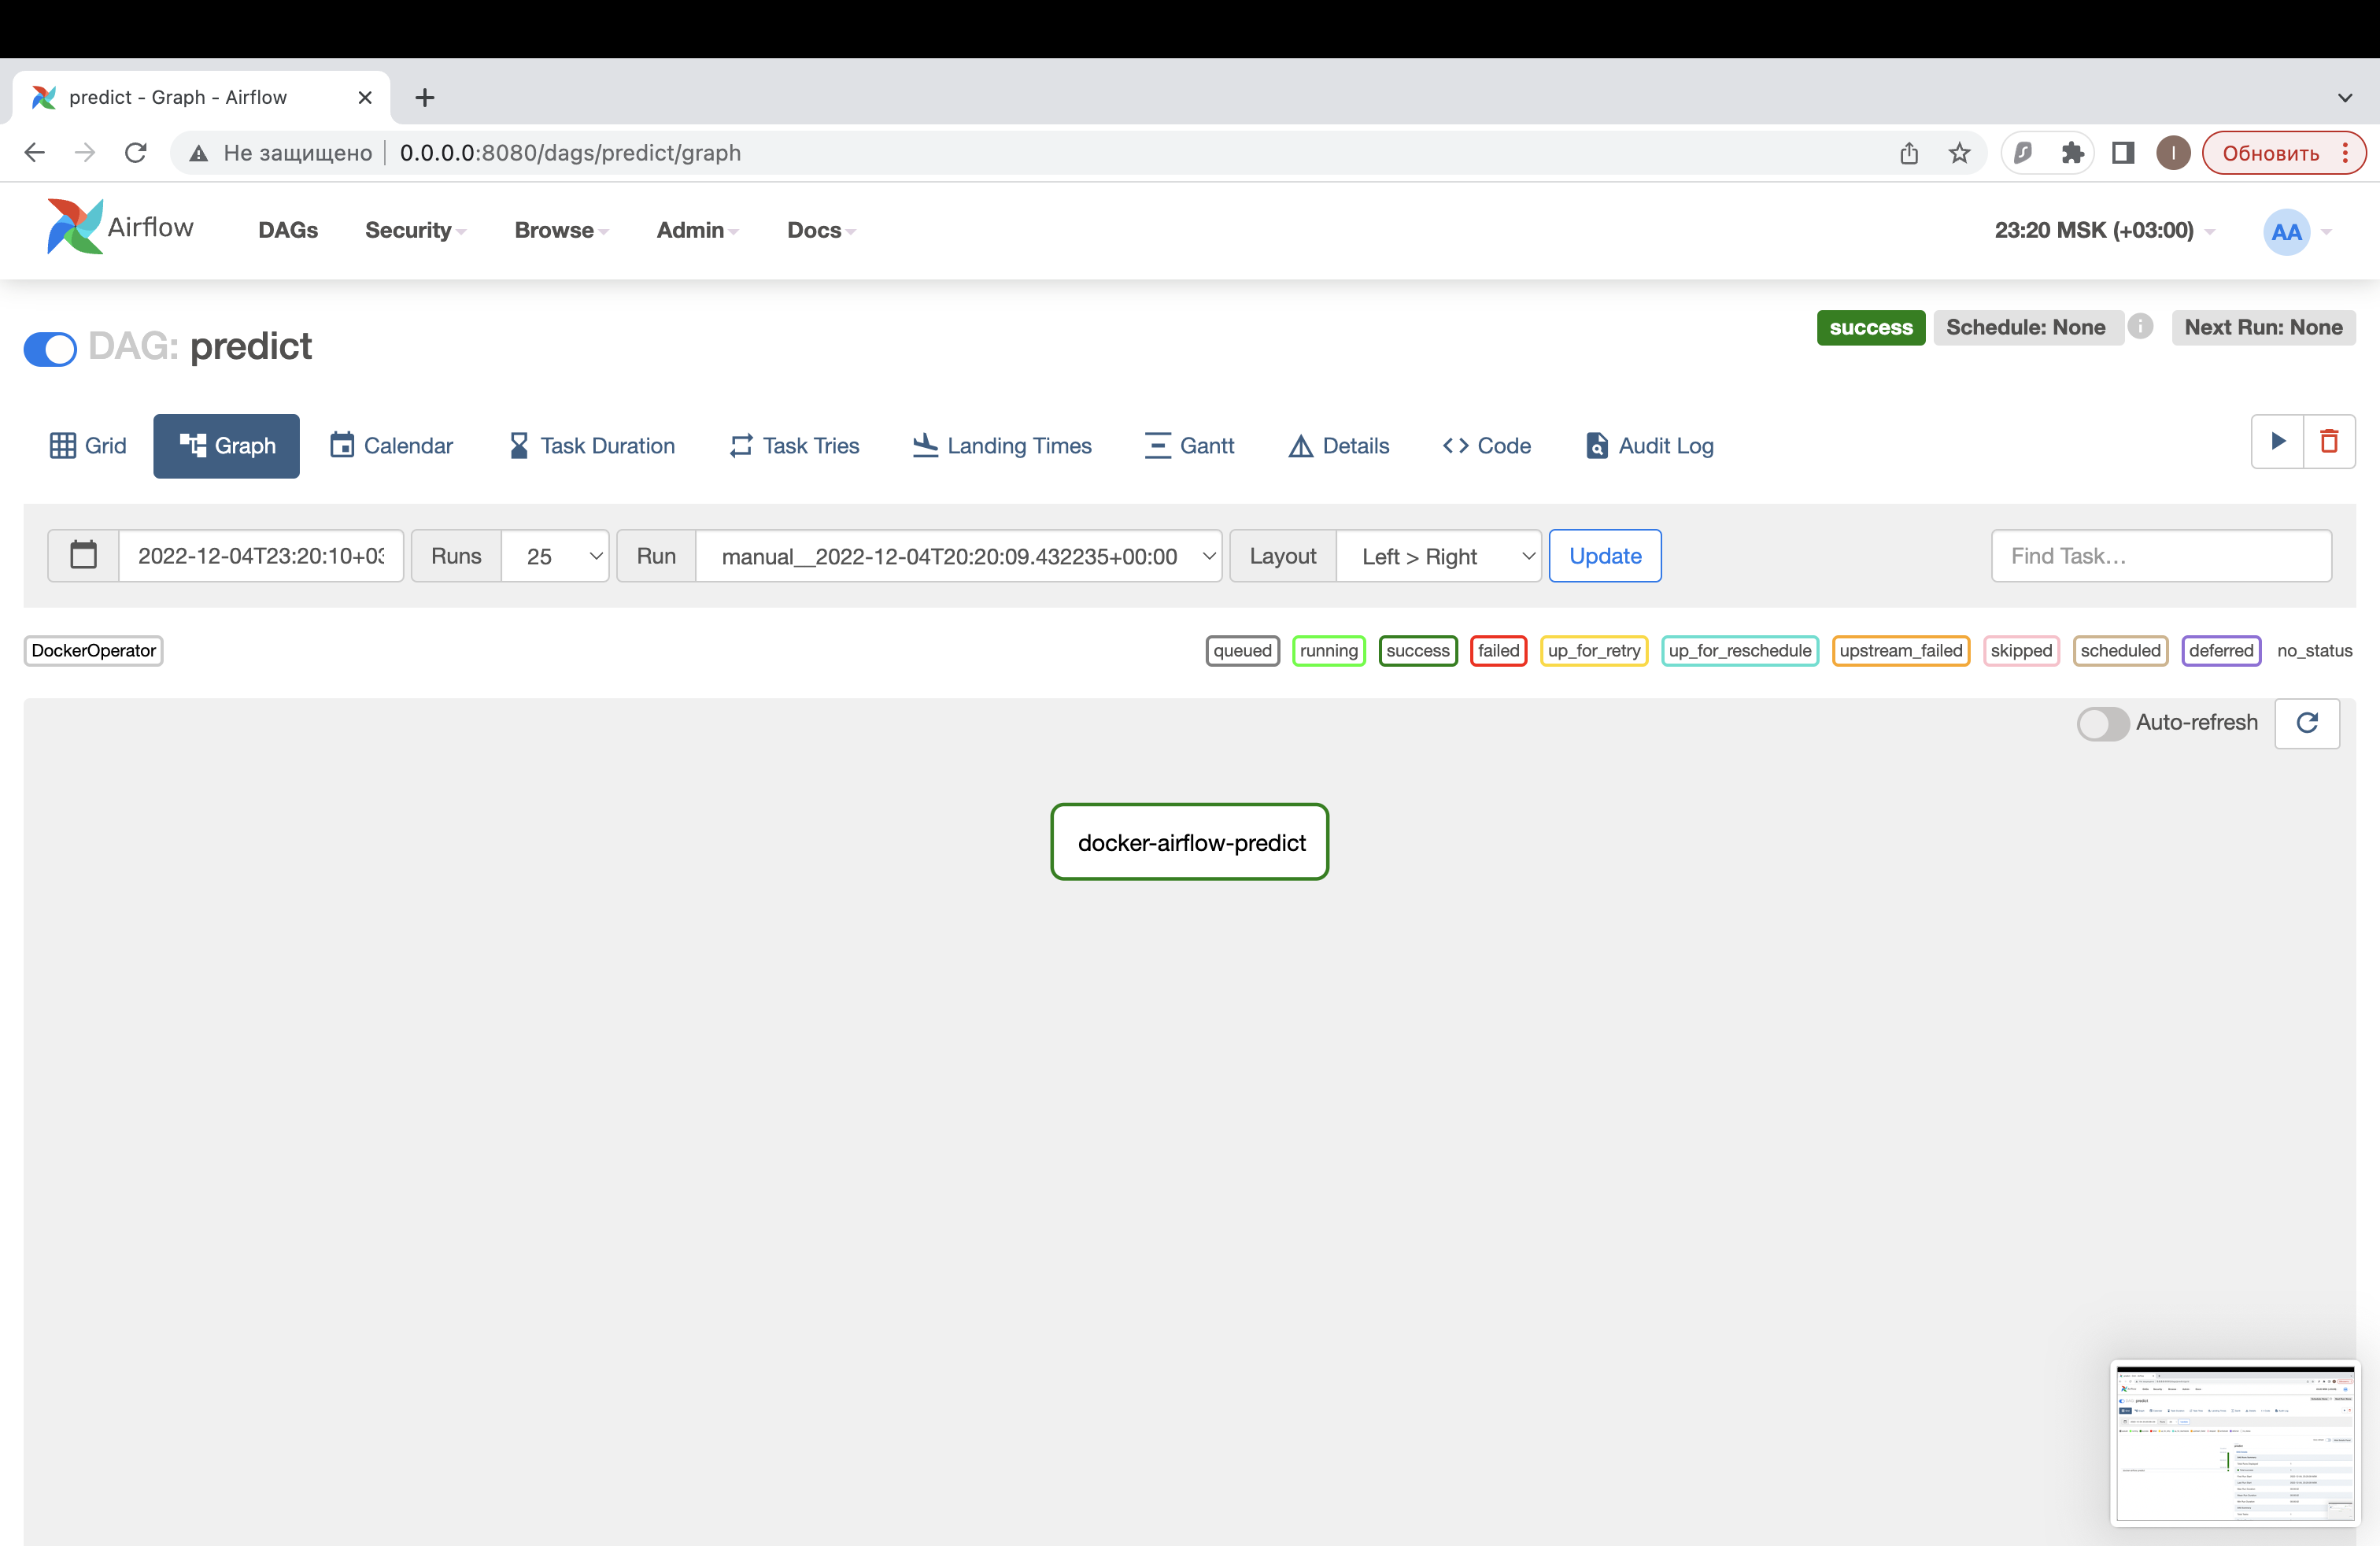 predict - Graph - Airflow
Не защищено 0.0.0.0:8080/dags/predict/graph
I
Обновить
Airflow DAGs Security Browse Admin Docs 23:20 MSK (+03:00) AA
DAG: predict success Schedule: None i Next Run: None
Grid Graph Calendar Task Duration Task Tries Landing Times Gantt Details Code Audit Log
2022-12-04T23:20:10+03 Runs 25 Run manual__2022-12-04T20:20:09.432235+00:00 Layout Left > Right Update Find Task…
DockerOperator queued running success failed up_for_retry up_for_reschedule upstream_failed skipped scheduled deferred no_status
Auto-refresh
docker-airflow-predict